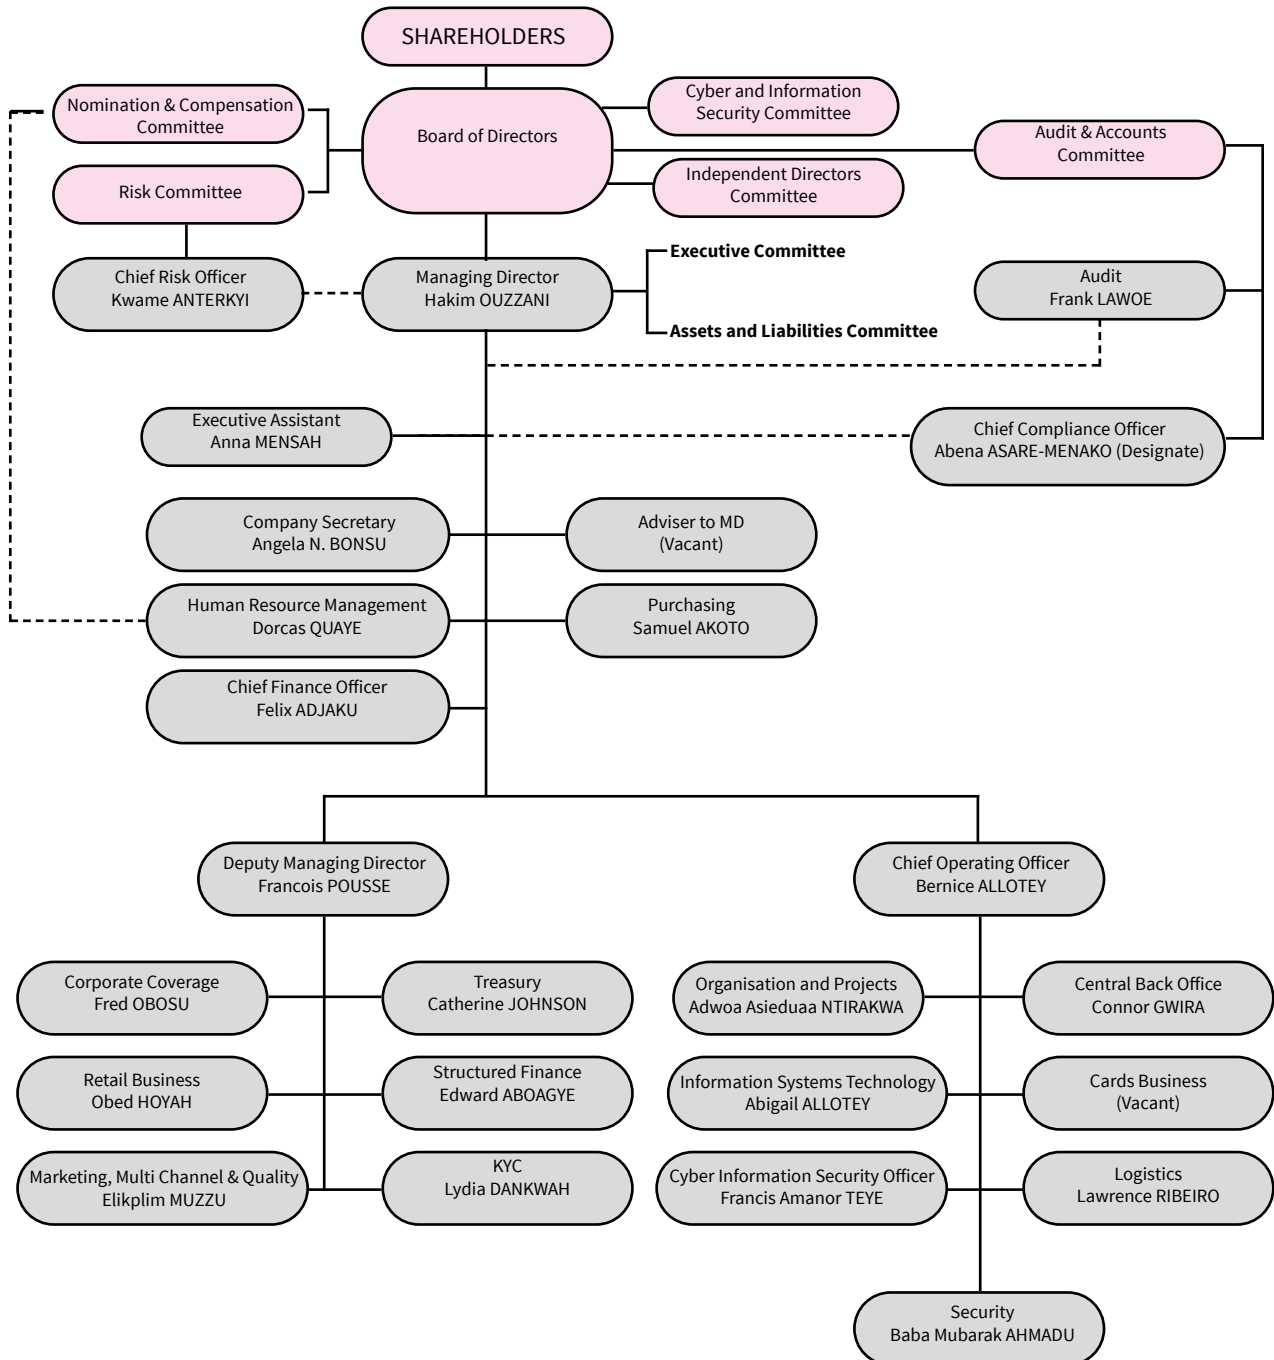 SHAREHOLDERS
Nomination & Compensation
Committee
Board of Directors
Cyber and Information
Security Committee
Audit & Accounts
Committee
Risk Committee
Independent Directors
Committee
Chief Risk Officer
Kwame ANTERKYI
Managing Director
Hakim OUZZANI
Executive Committee
Assets and Liabilities Committee
Audit
Frank LAWOE
Executive Assistant
Anna MENSAH
Chief Compliance Officer
Abena ASARE-MENAKO (Designate)
Company Secretary
Angela N. BONSU
Adviser to MD
(Vacant)
Human Resource Management
Dorcas QUAYE
Purchasing
Samuel AKOTO
Chief Finance Officer
Felix ADJAKU
Deputy Managing Director
Francois POUSSE
Chief Operating Officer
Bernice ALLOTEY
Corporate Coverage
Fred OBOSU
Treasury
Catherine JOHNSON
Organisation and Projects
Adwoa Asieduaa NTIRAKWA
Central Back Office
Connor GWIRA
Retail Business
Obed HOYAH
Structured Finance
Edward ABOAGYE
Information Systems Technology
Abigail ALLOTEY
Cards Business
(Vacant)
Marketing, Multi Channel & Quality
Elikplim MUZZU
KYC
Lydia DANKWAH
Cyber Information Security Officer
Francis Amanor TEYE
Logistics
Lawrence RIBEIRO
Security
Baba Mubarak AHMADU